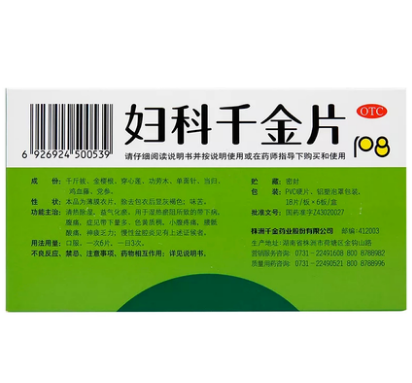 妇科千金片
OTC
108
请仔细阅读说明书并按说明使用或在药师指导下购买和使用
6 926924 500539
成 份：千斤拔、金樱根、穿心莲、功劳木、单面针、当归、
鸡血藤、党参。
性 状：本品为薄膜衣片，除去包衣后显灰褐色；味苦。
功能主治：清热除湿，益气化瘀。用于湿热瘀阻所致的带下病、
腹痛，症见带下量多、色黄质稠、小腹疼痛，腰骶
酸痛，神疲乏力；慢性盆腔炎见有上述证候者。
用法用量：口服。一次6片，一日3次。
不良反应、禁忌、注意事项、药物相互作用：详见说明书。
贮 藏：密封
包 装：PVC硬片、铝塑泡罩包装，
18片/板×6板/盒
批准文号：国药准字Z43020027
株洲千金药业股份有限公司 邮编：412003
生产地址：湖南省株洲市荷塘区金钩山路